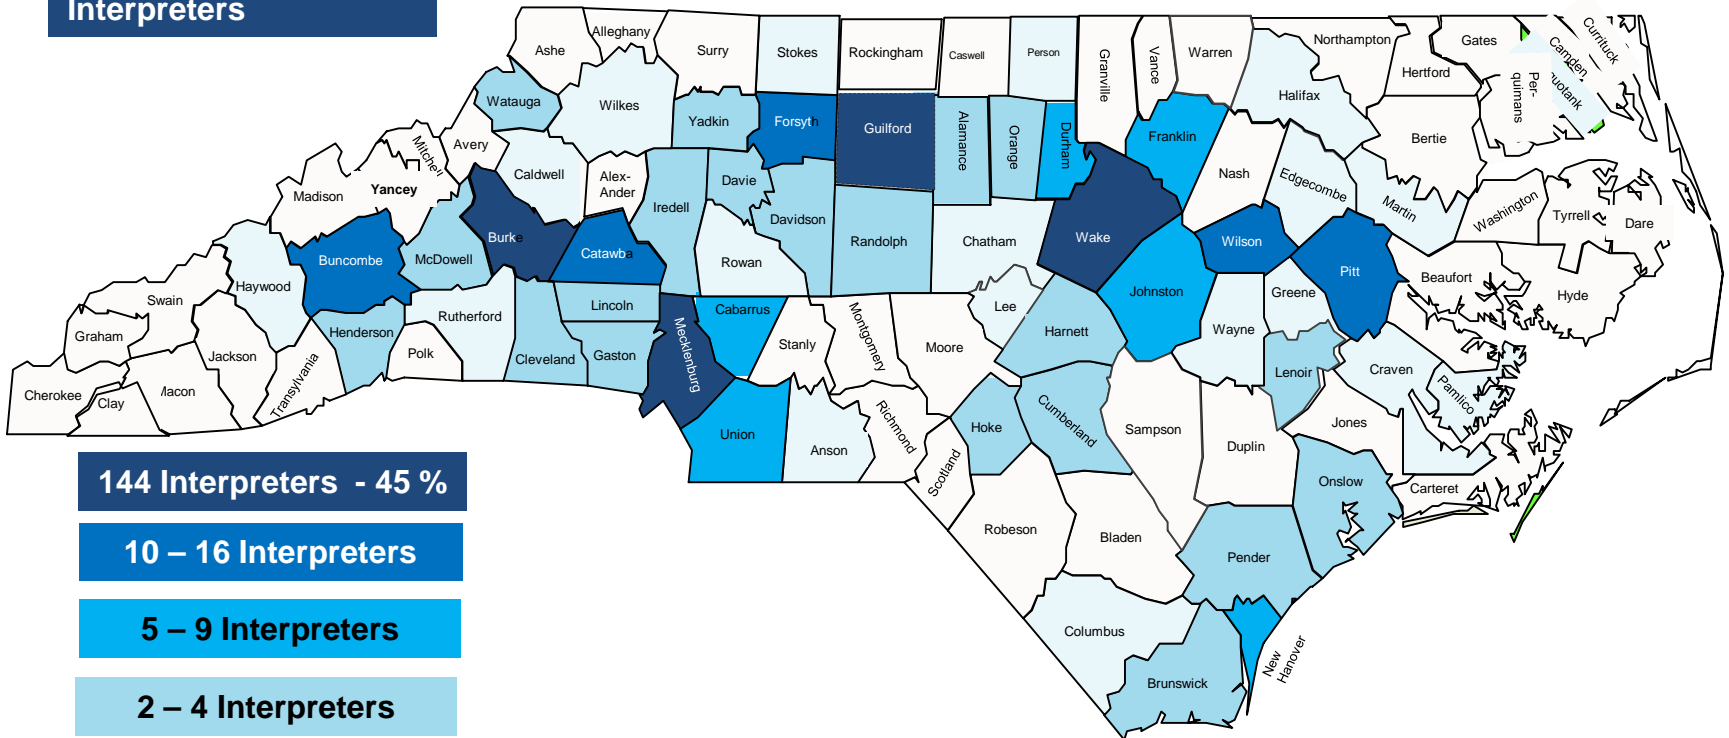 Interpreters
Alleghany
Ashe
Surry
Stokes
Rockingham
Caswell
Person
Granville
Vance
Warren
Northampton
Gates
Camden
Currituck
Hertford
Per-
quimans
quotank
Halifax
Watauga
Wilkes
Yadkin
Forsyth
Guilford
Alamance
Orange
Durham
Franklin
Bertie
Mitchell
Avery
Caldwell
Alex-
Ander
Davie
Iredell
Davidson
Randolph
Chatham
Wake
Nash
Edgecombe
Martin
Washington
Tyrrell
Dare
Madison
Yancey
Buncombe
McDowell
Burke
Catawba
Rowan
Wilson
Pitt
Beaufort
Hyde
Haywood
Swain
Graham
Jackson
Henderson
Rutherford
Lincoln
Cabarrus
Mecklenburg
Montgomery
Lee
Harnett
Johnston
Greene
Wayne
Cherokee
Clay
Macon
Transylvania
Polk
Cleveland
Gaston
Stanly
Moore
Lenoir
Craven
Pamlico
Union
Anson
Richmond
Scotland
Hoke
Cumberland
Sampson
Duplin
Jones
Onslow
Carteret
Robeson
Bladen
Pender
Columbus
Brunswick
New
Hanover
144 Interpreters - 45 %
10 – 16 Interpreters
5 – 9 Interpreters
2 – 4 Interpreters